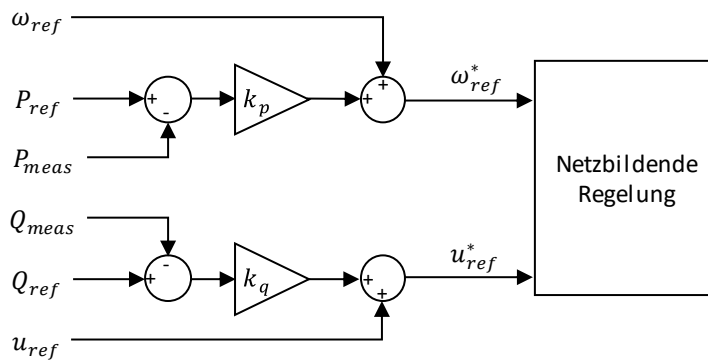 ω_ref
P_ref
+
-
k_p
+
+
ω*_ref
P_meas
Netzbildende
Regelung
Q_meas
-
+
Q_ref
k_q
+
+
u*_ref
u_ref